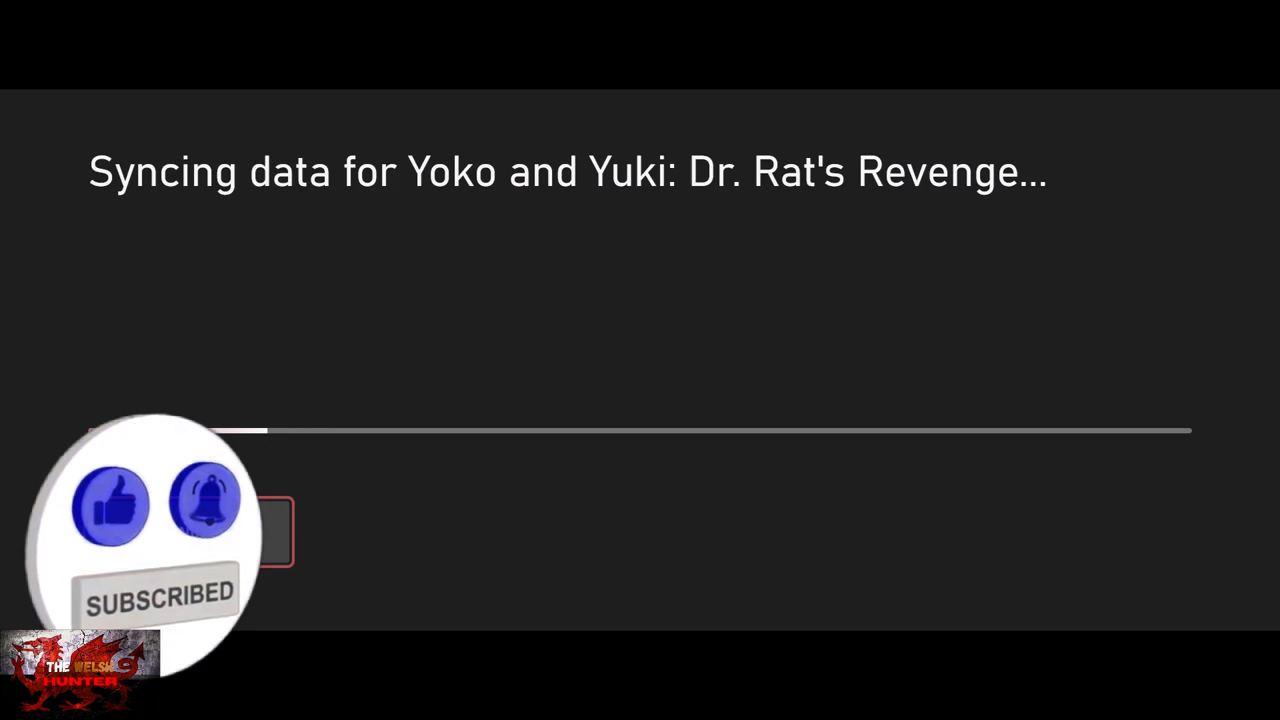 Syncing data for Yoko and Yuki: Dr. Rat's Revenge...
SUBSCRIBED
THE WELSH
HUNTER